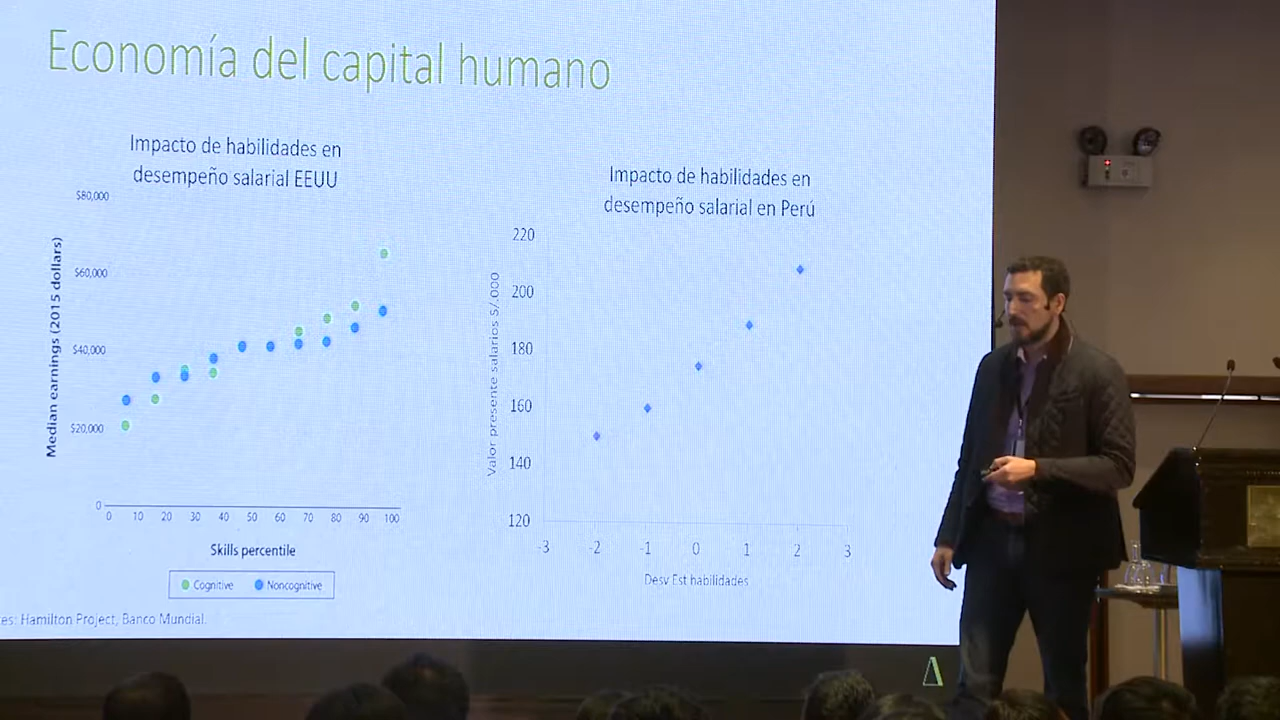 Economía del capital humano
Impacto de habilidades en
desempeño salarial EEUU
$80,000
$60,000
$40,000
$20,000
0
Median earnings (2015 dollars)
0 10 20 30 40 50 60 70 80 90 100
Skills percentile
Cognitive Noncognitive
Impacto de habilidades en
desempeño salarial en Perú
220
200
180
160
140
120
Valor presente salarios S/.000
-3 -2 -1 0 1 2 3
Desv Est habilidades
es: Hamilton Project, Banco Mundial.